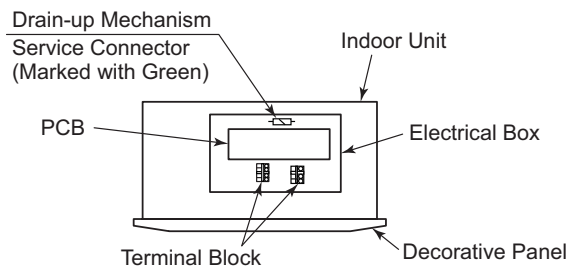 Drain-up Mechanism
Service Connector
(Marked with Green)
Indoor Unit
PCB
Electrical Box
Terminal Block
Decorative Panel